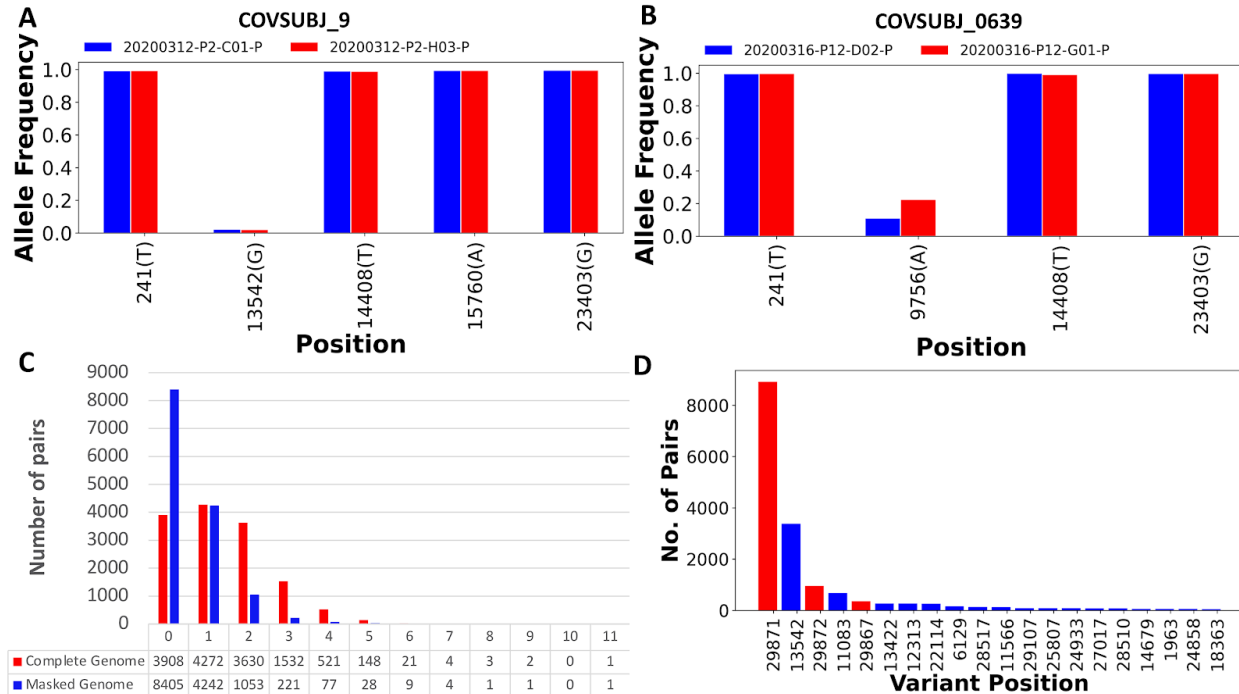 A
COVSUBJ_9
20200312-P2-C01-P 20200312-P2-H03-P
Allele Frequency
1.0
0.8
0.6
0.4
0.2
0.0
241(T) 13542(G) 14408(T) 15760(A) 23403(G)
Position
B
COVSUBJ_0639
20200316-P12-D02-P 20200316-P12-G01-P
Allele Frequency
1.0
0.8
0.6
0.4
0.2
0.0
241(T) 9756(A) 14408(T) 23403(G)
Position
C
Number of pairs
9000
8000
7000
6000
5000
4000
3000
2000
1000
0
0 1 2 3 4 5 6 7 8 9 10 11
Complete Genome 3908 4272 3630 1532 521 148 21 4 3 2 0 1
Masked Genome 8405 4242 1053 221 77 28 9 4 1 1 0 1
D
No. of Pairs
8000
6000
4000
2000
0
29871 13542 29872 11083 29867 13422 12313 22114 6129 28517 11566 29107 25807 24933 27017 28510 14679 1963 24858 18363
Variant Position